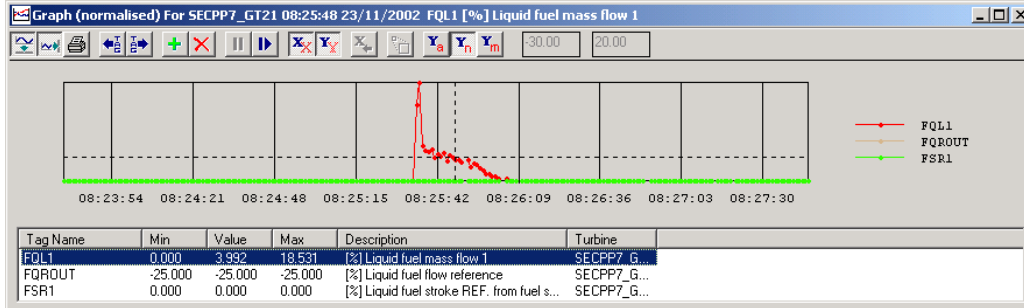 Graph (normalised) For SECPP7_GT21 08:25:48 23/11/2002 FQL1 [%] Liquid fuel mass flow 1
XX YY X Ya Yn Ym -30.00 20.00
FQL1
FQROUT
FSR1
08:23:54 08:24:21 08:24:48 08:25:15 08:25:42 08:26:09 08:26:36 08:27:03 08:27:30
Tag Name Min Value Max Description Turbine
FQL1 0.000 3.992 18.531 [%] Liquid fuel mass flow 1 SECPP7_G...
FQROUT -25.000 -25.000 -25.000 [%] Liquid fuel flow reference SECPP7_G...
FSR1 0.000 0.000 0.000 [%] Liquid fuel stroke REF. from fuel s... SECPP7_G...